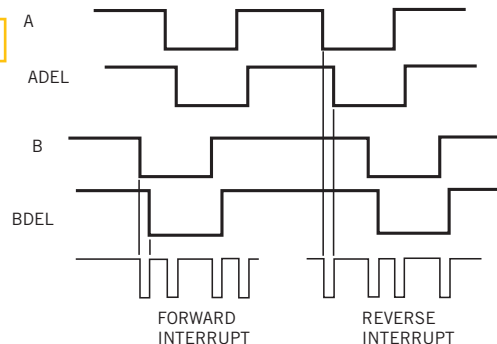 A
ADEL
B
BDEL
FORWARD
INTERRUPT
REVERSE
INTERRUPT